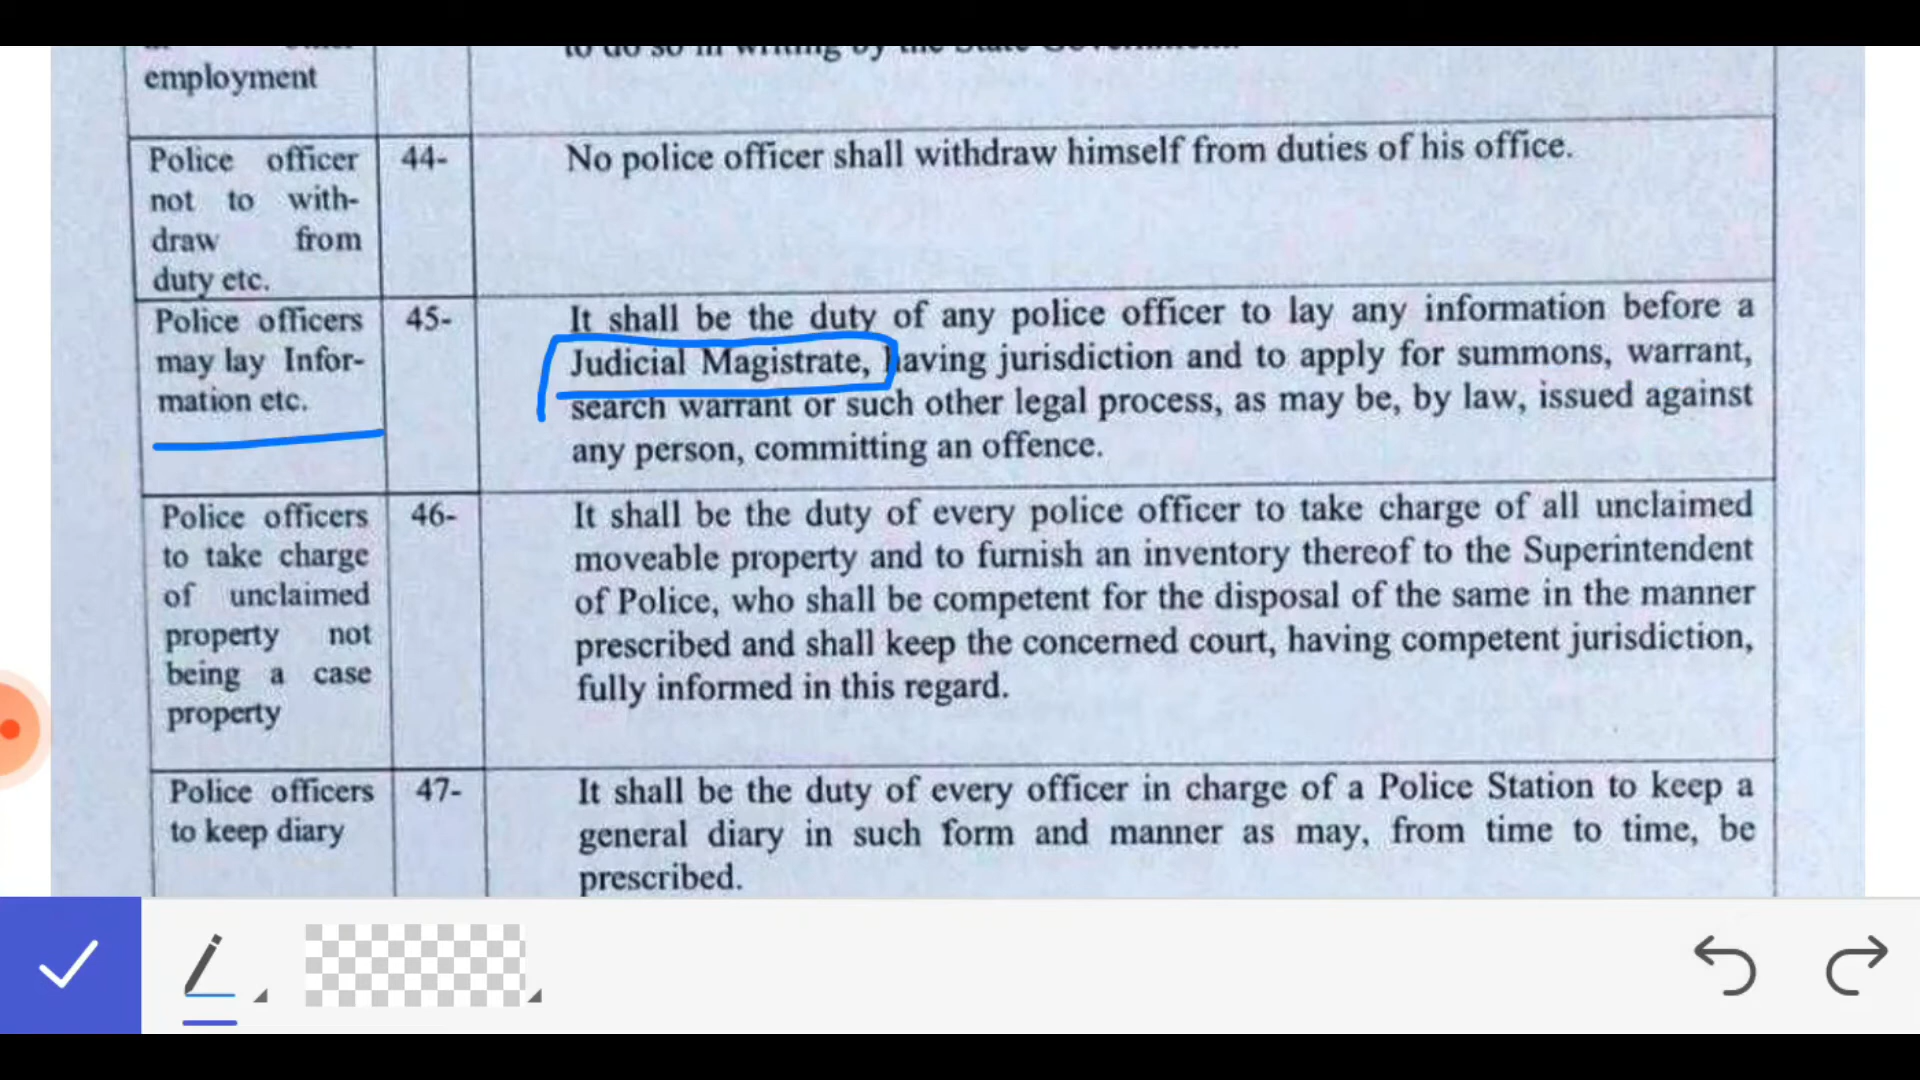 employment
to do so in writing by the State Government.
Police officer
not to with-
draw from
duty etc.
44-
No police officer shall withdraw himself from duties of his office.
Police officers
may lay Infor-
mation etc.
45-
It shall be the duty of any police officer to lay any information before a
Judicial Magistrate, having jurisdiction and to apply for summons, warrant,
search warrant or such other legal process, as may be, by law, issued against
any person, committing an offence.
Police officers
to take charge
of unclaimed
property not
being a case
property
46-
It shall be the duty of every police officer to take charge of all unclaimed
moveable property and to furnish an inventory thereof to the Superintendent
of Police, who shall be competent for the disposal of the same in the manner
prescribed and shall keep the concerned court, having competent jurisdiction,
fully informed in this regard.
Police officers
to keep diary
47-
It shall be the duty of every officer in charge of a Police Station to keep a
general diary in such form and manner as may, from time to time, be
prescribed.